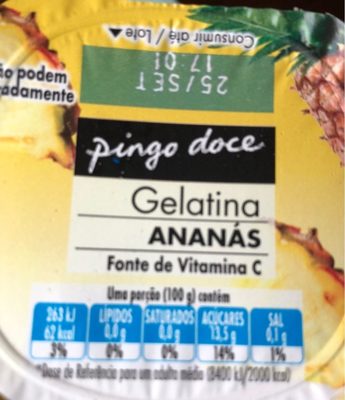 Consumir até / Lote
25/SET
17:01
ão podem
adamente
pingo doce
Gelatina
ANANÁS
Fonte de Vitamina C
Uma porção (100 g) contém
263 kJ LÍPIDOS SATURADOS AÇÚCARES SAL
62 kcal 0,0 g 0,0 g 13,5 g 0,1 g
3% 0% 0% 14% 1%
*Dose de Referência para um adulto médio (8400 kJ/2000 kcal)